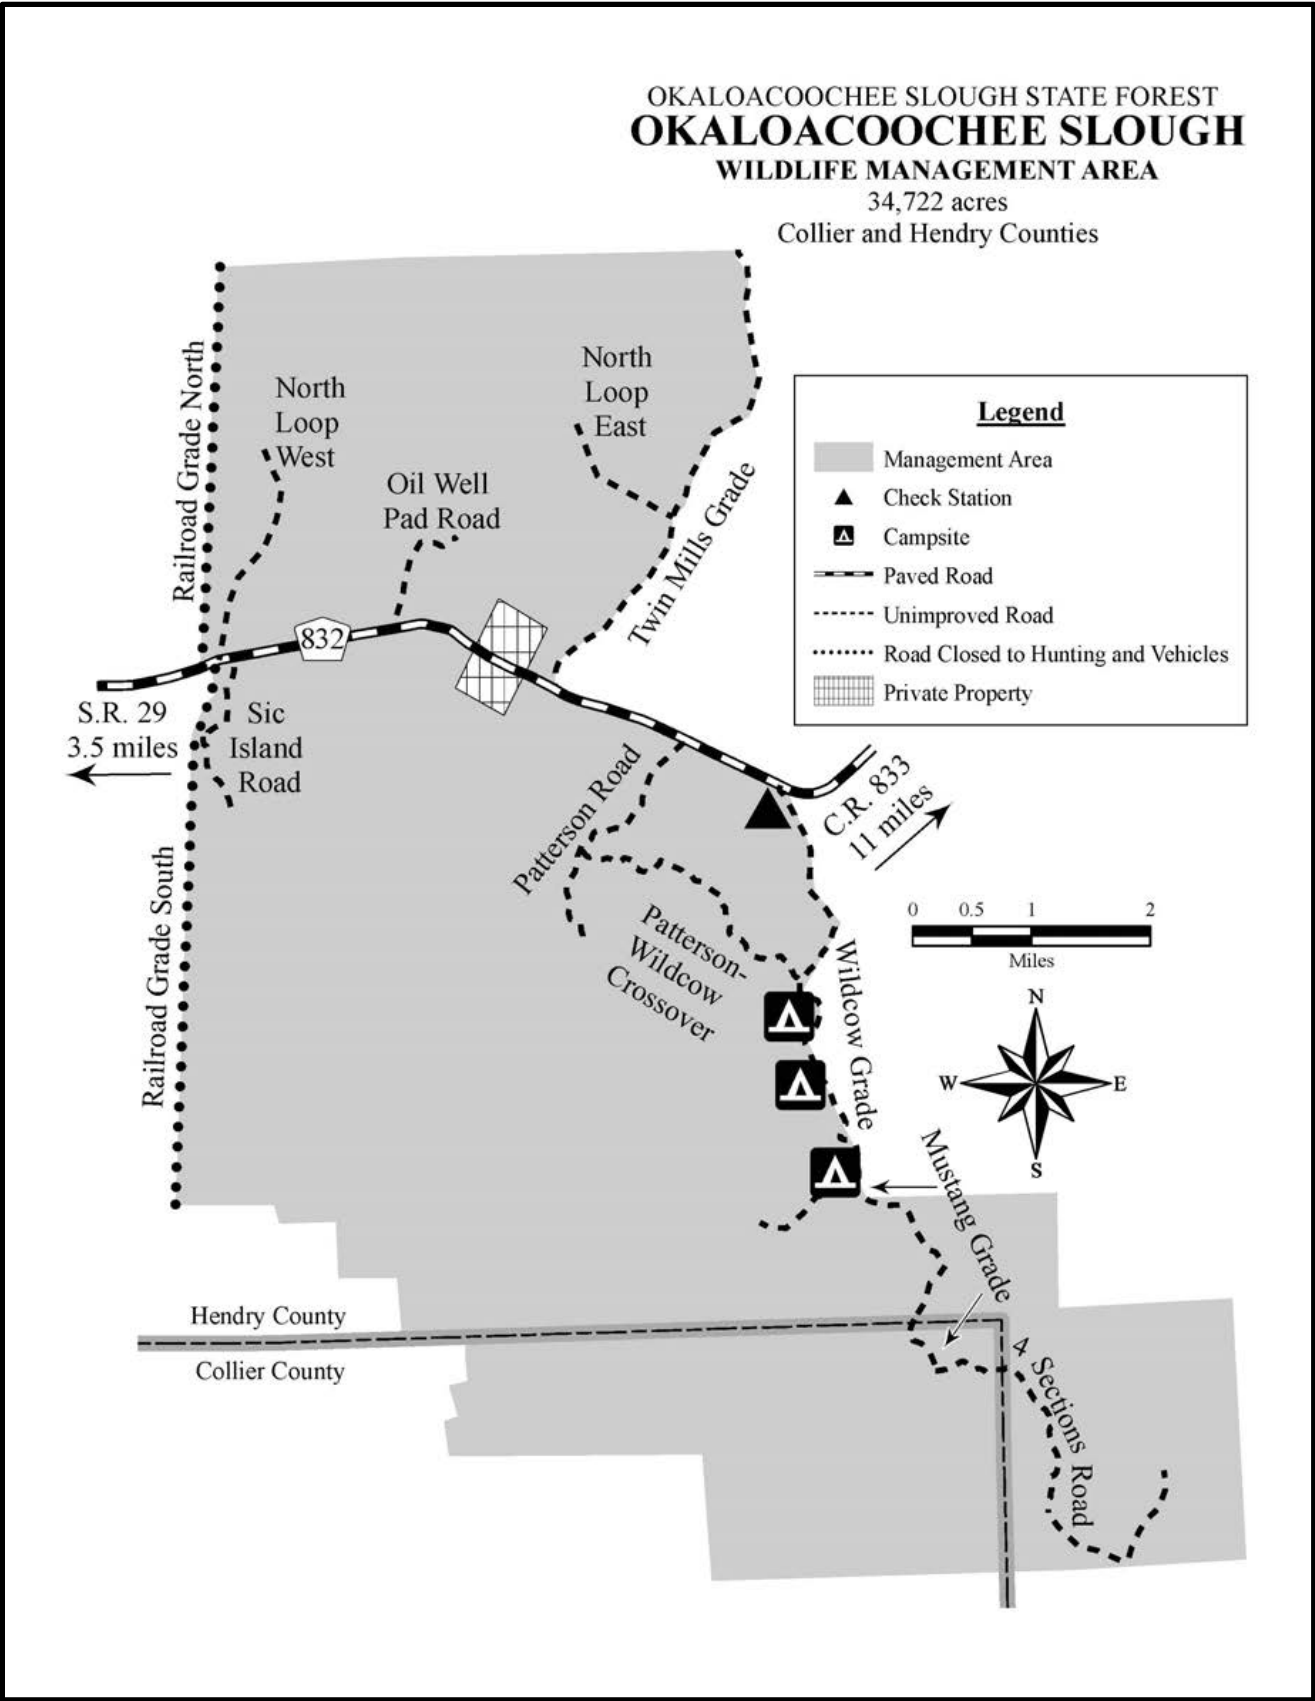 OKALOACOOCHEE SLOUGH STATE FOREST
OKALOACOOCHEE SLOUGH
WILDLIFE MANAGEMENT AREA
34,722 acres
Collier and Hendry Counties
Railroad Grade North
North
Loop
West
Oil Well
Pad Road
North
Loop
East
Twin Mills Grade
Legend
Management Area
Check Station
Campsite
Paved Road
Unimproved Road
Road Closed to Hunting and Vehicles
Private Property
832
S.R. 29
3.5 miles
Sic
Island
Road
Patterson Road
C.R. 833
11 miles
Railroad Grade South
Patterson-
Wildcow
Crossover
Wildcow Grade
0 0.5 1 2
Miles
N
W E
S
Mustang Grade
Hendry County
Collier County
4 Sections Road